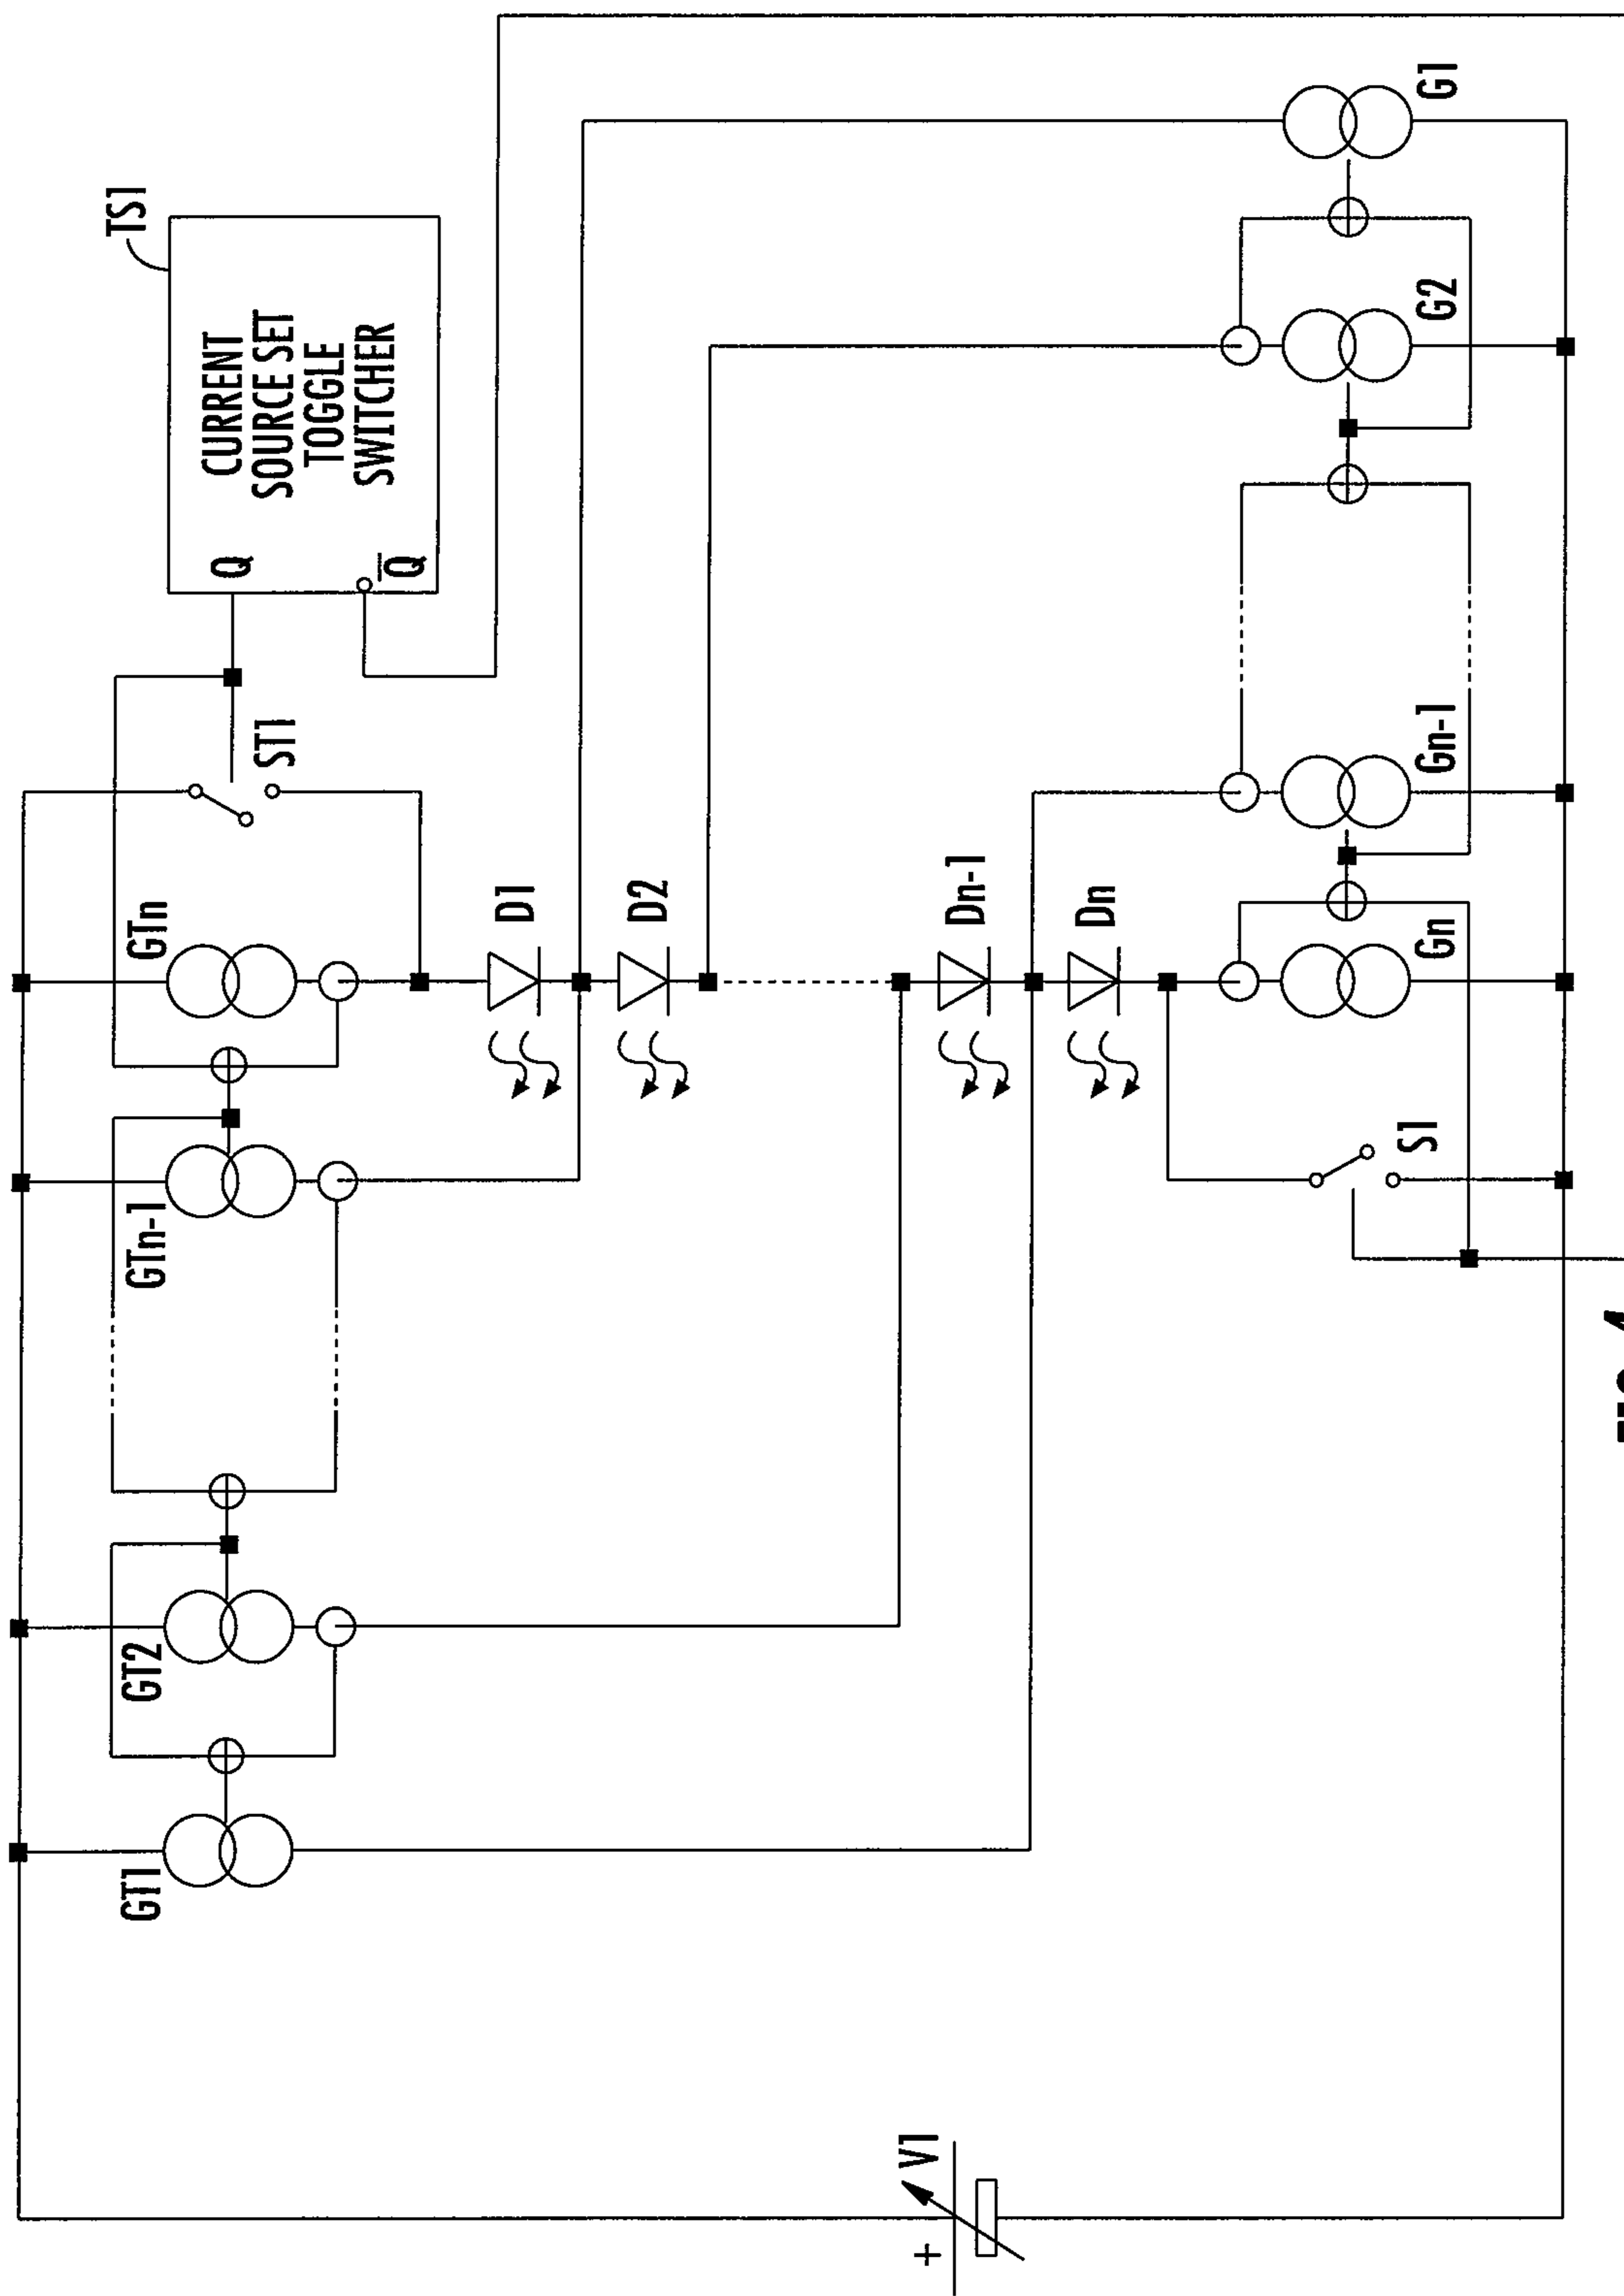 TS1
CURRENT
SOURCE SET
TOGGLE
SWITCHER
Q
Q̅
ST1
GTn
GTn-1
GT2
GT1
D1
D2
Dn-1
Dn
G1
G2
Gn-1
Gn
S1
V1
+